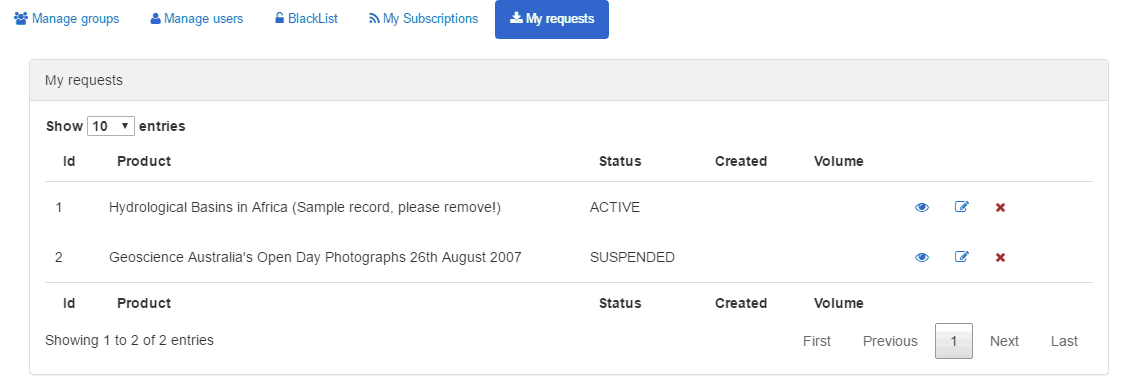 Manage groups Manage users BlackList My Subscriptions My requests
My requests
Show 10 entries
Id Product Status Created Volume
1 Hydrological Basins in Africa (Sample record, please remove!) ACTIVE
2 Geoscience Australia's Open Day Photographs 26th August 2007 SUSPENDED
Id Product Status Created Volume
Showing 1 to 2 of 2 entries First Previous 1 Next Last